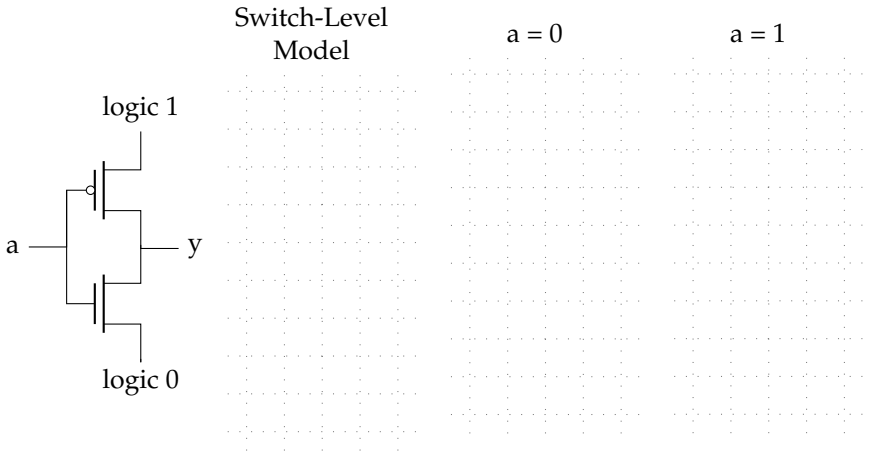 Switch-Level
Model
a = 0
a = 1
logic 1
a
y
logic 0